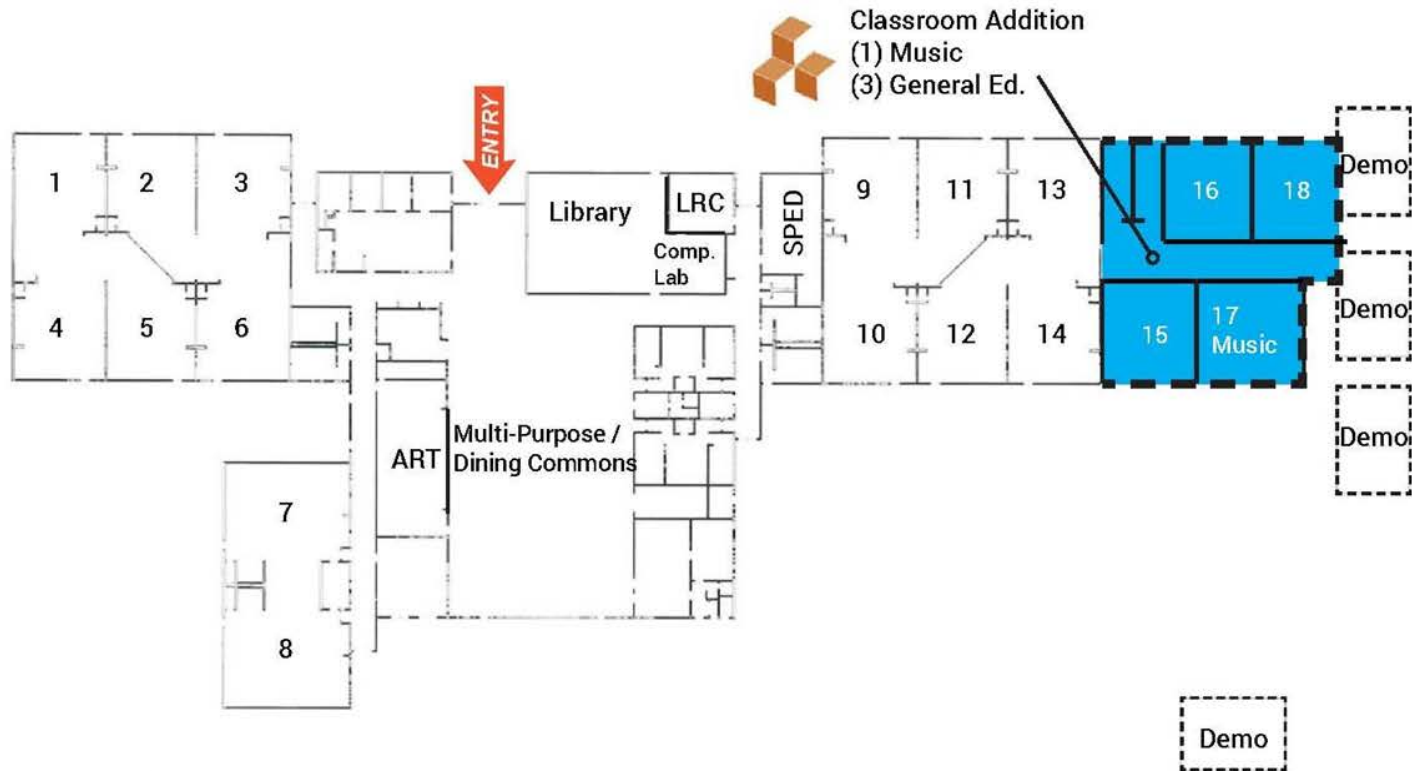 Classroom Addition
(1) Music
(3) General Ed.
ENTRY
Demo
1
2
3
Library
LRC
SPED
9
11
13
16
18
Comp.
Lab
Demo
4
5
6
10
12
14
15
17
Music
ART
Multi-Purpose /
Dining Commons
Demo
7
8
Demo